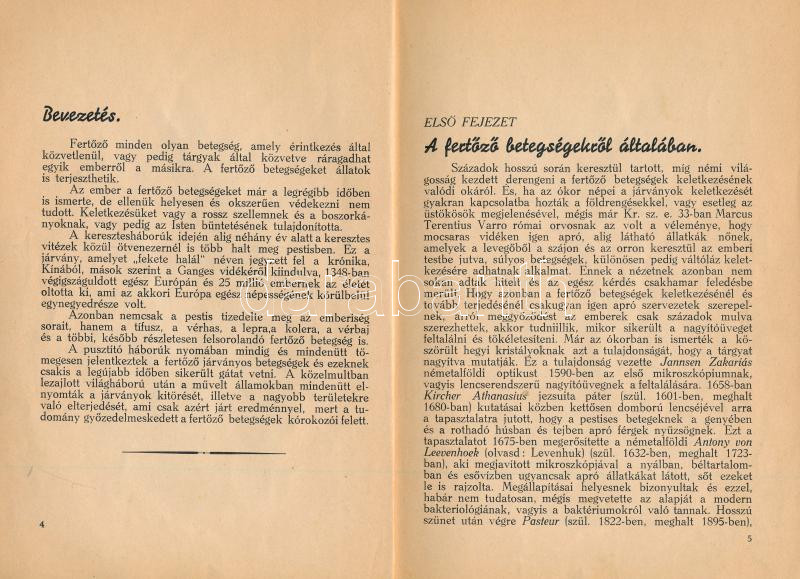 Bevezetés.
Fertőző minden olyan betegség, amely érintkezés által
közvetlenül, vagy pedig tárgyak által közvetve ráragadhat
egyik emberről a másikra. A fertőző betegségeket állatok
is terjeszthetik.
Az ember a fertőző betegségeket már a legrégibb időben
is ismerte, de ellenük helyesen és okszerűen védekezni nem
tudott. Keletkezésüket vagy a rossz szellemnek és a boszorká-
nyoknak, vagy pedig az Isten büntetésének tulajdonította.
A keresztesháborúk idején alig néhány év alatt a keresztes
vitézek közül ötvenezernél is több halt meg pestisben. Ez a
járvány, amelyet „fekete halál" néven jegyzett fel a krónika,
Kínából, mások szerint a Ganges vidékéről kiindulva, 1348-ban
végigszáguldott egész Európán és 25 millió embernek az életét
oltotta ki, ami az akkori Európa egész népességének körülbelül
egynegyedrésze volt.
Azonban nemcsak a pestis tizedelte meg az emberiség
sorait, hanem a tífusz, a vérhas, a lepra,a kolera, a vérbaj
és a többi, később részletesen felsorolandó fertőző betegség is.
A pusztító háborúk nyomában mindig és mindenütt tö-
megesen jelentkeztek a fertőző járványos betegségek és ezeknek
csakis a legújabb időben sikerült gátat vetni. A közelmultban
lezajlott világháború után a művelt államokban mindenütt el-
nyomták a járványok kitörését, illetve a nagyobb területekre
való elterjedését, ami csak azért járt eredménnyel, mert a tu-
domány győzedelmeskedett a fertőző betegségek kórokozói felett.
4
ELSŐ FEJEZET
A fertőző betegségekről általában.
Századok hosszú során keresztül tartott, míg némi vilá-
gosság kezdett derengeni a fertőző betegségek keletkezésének
valódi okáról. És, ha az ókor népei a járványok keletkezését
gyakran kapcsolatba hozták a földrengésekkel, vagy esetleg az
üstökösök megjelenésével, mégis már Kr. sz. e. 33-ban Marcus
Terentius Varro római orvosnak az volt a véleménye, hogy
mocsaras vidéken igen apró, alig látható állatkák nőnek,
amelyek a levegőből a szájon és az orron keresztül az emberi
testbe jutva, súlyos betegségek, különösen pedig váltóláz kelet-
kezésére adhatnak alkalmat. Ennek a nézetnek azonban nem
sokan adtak hitelt és az egész kérdés csakhamar feledésbe
merült. Hogy azonban a fertőző betegségek keletkezésénél és
tovább terjedésénél csakugyan igen apró szervezetek szerepel-
nek, arról meggyőződést az emberek csak századok mulva
szerezhettek, akkor tudniillik, mikor sikerült a nagyítóüveget
feltalálni és tökéletesíteni. Már az ókorban is ismerték a kö-
szörült hegyi kristályoknak azt a tulajdonságát, hogy a tárgyat
nagyítva mutatják. Ez a tulajdonság vezette Jannsen Zakariás
németalföldi optikust 1590-ben az első mikroszkópiumnak,
vagyis lencserendszerű nagyítóüvegnek a feltalálására. 1658-ban
Kircher Athanasius jezsuita páter (szül. 1601-ben, meghalt
1680-ban) kutatásai közben kettősen domború lencséjével arra
a tapasztalatra jutott, hogy a pestises betegeknek a genyében
és a rothadó húsban és tejben apró férgek nyüzsögnek. Ezt a
tapasztalatot 1675-ben megerősítette a németalföldi Antony von
Leevenhoek (olvasd: Levenhuk) (szül. 1632-ben, meghalt 1723-
ban), aki megjavított mikroszkópjával a nyálban, béltartalom-
ban és esővízben ugyancsak apró állatkákat látott, sőt ezeket
le is rajzolta. Megállapításai helyesnek bizonyultak és ezzel,
habár nem tudatosan, mégis megvetette az alapját a modern
bakteriológiának, vagyis a baktériumokról való tannak. Hosszú
szünet után végre Pasteur (szül. 1822-ben, meghalt 1895-ben),
5